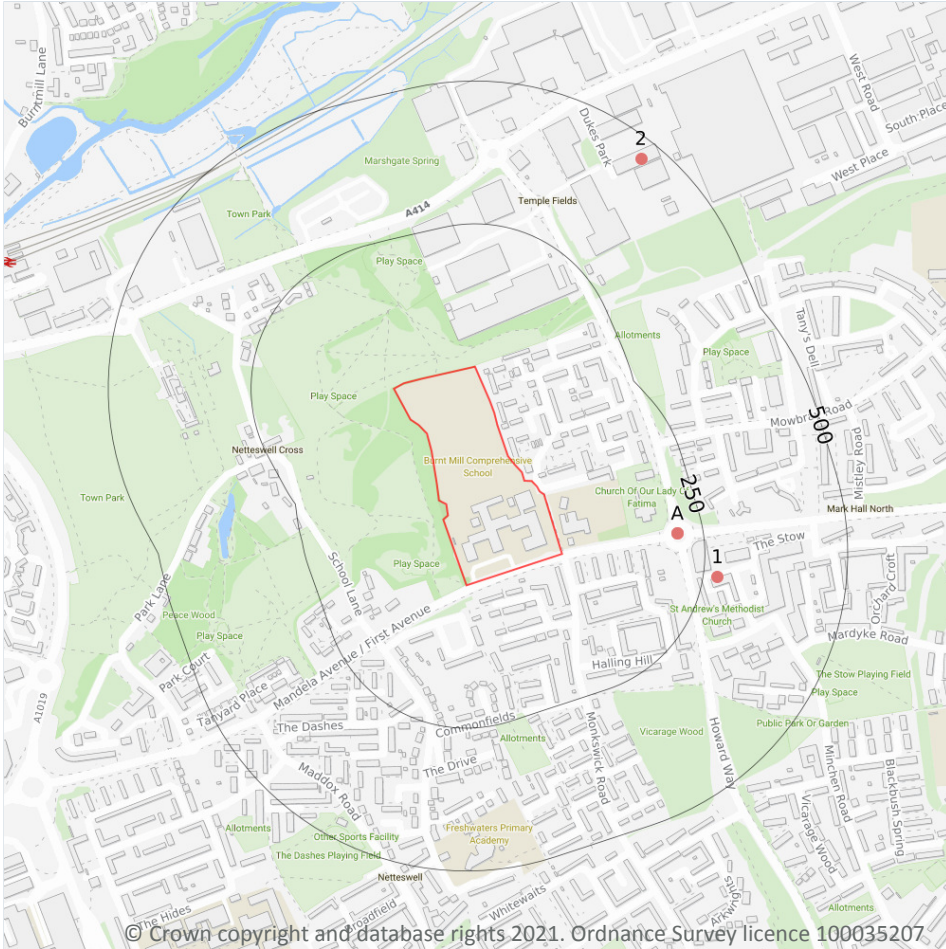 Burntmill Lane
West Road
South Place
Dukes Park
2
West Place
Marshgate Spring
Temple Fields
A414
Town Park
Play Space
Tany's Dell
Allotments
Play Space
Play Space
500
Mowbray Road
Netteswell Cross
Burnt Mill Comprehensive
School
Mistley Road
250
Town Park
Church Of Our Lady Of
Fatima
Mark Hall North
A
The Stow
1
School Lane
Play Space
Park Lane
Orchard Croft
Peace Wood
St Andrew's Methodist
Church
Play Space
Mardyke Road
Mandela Avenue / First Avenue
Halling Hill
Park Court
The Stow Playing Field
A1019
Tanyard Place
Play Space
The Dashes
Commonfields
Vicarage Wood
Howard Way
Public Park Or Garden
Allotments
Monkswick Road
The Drive
Minchen Road
Maddox Road
Blackbush Spring
Vicarage Wood
Allotments
Other Sports Facility
Freshwaters Primary
Academy
The Dashes Playing Field
Netteswell
Whitewaits
The Hides
Allotments
© Crown copyright and database rights 2021. Ordnance Survey licence 100035207.